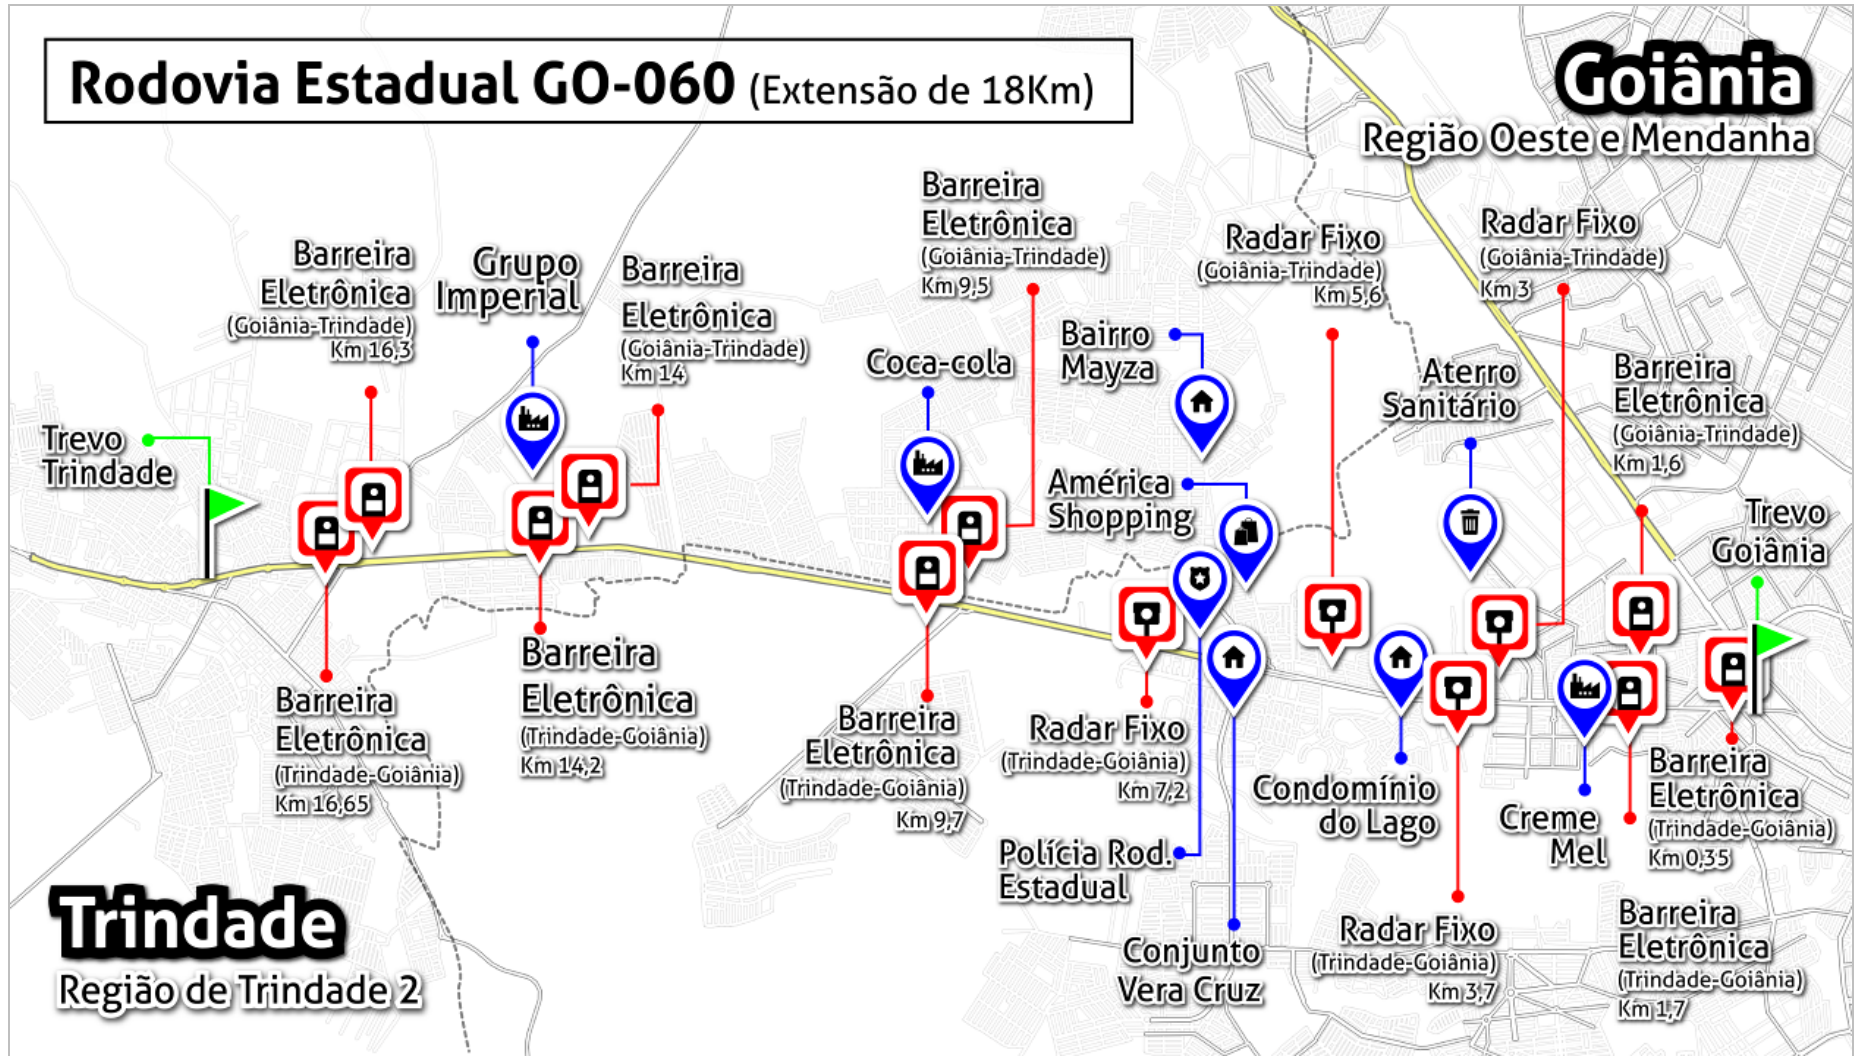 Rodovia Estadual GO-060 (Extensão de 18Km)
Goiânia
Região Oeste e Mendanha
Barreira
Eletrônica
(Goiânia-Trindade)
Km 16,3
Grupo
Imperial
Barreira
Eletrônica
(Goiânia-Trindade)
Km 14
Barreira
Eletrônica
(Goiânia-Trindade)
Km 9,5
Coca-cola
Bairro
Mayza
Radar Fixo
(Goiânia-Trindade)
Km 5,6
Radar Fixo
(Goiânia-Trindade)
Km 3
Aterro
Sanitário
Barreira
Eletrônica
(Goiânia-Trindade)
Km 1,6
Trevo
Trindade
América
Shopping
Trevo
Goiânia
Barreira
Eletrônica
(Trindade-Goiânia)
Km 16,65
Barreira
Eletrônica
(Trindade-Goiânia)
Km 14,2
Barreira
Eletrônica
(Trindade-Goiânia)
Km 9,7
Radar Fixo
(Trindade-Goiânia)
Km 7,2
Polícia Rod.
Estadual
Conjunto
Vera Cruz
Condomínio
do Lago
Radar Fixo
(Trindade-Goiânia)
Km 3,7
Creme
Mel
Barreira
Eletrônica
(Trindade-Goiânia)
Km 0,35
Barreira
Eletrônica
(Trindade-Goiânia)
Km 1,7
Trindade
Região de Trindade 2